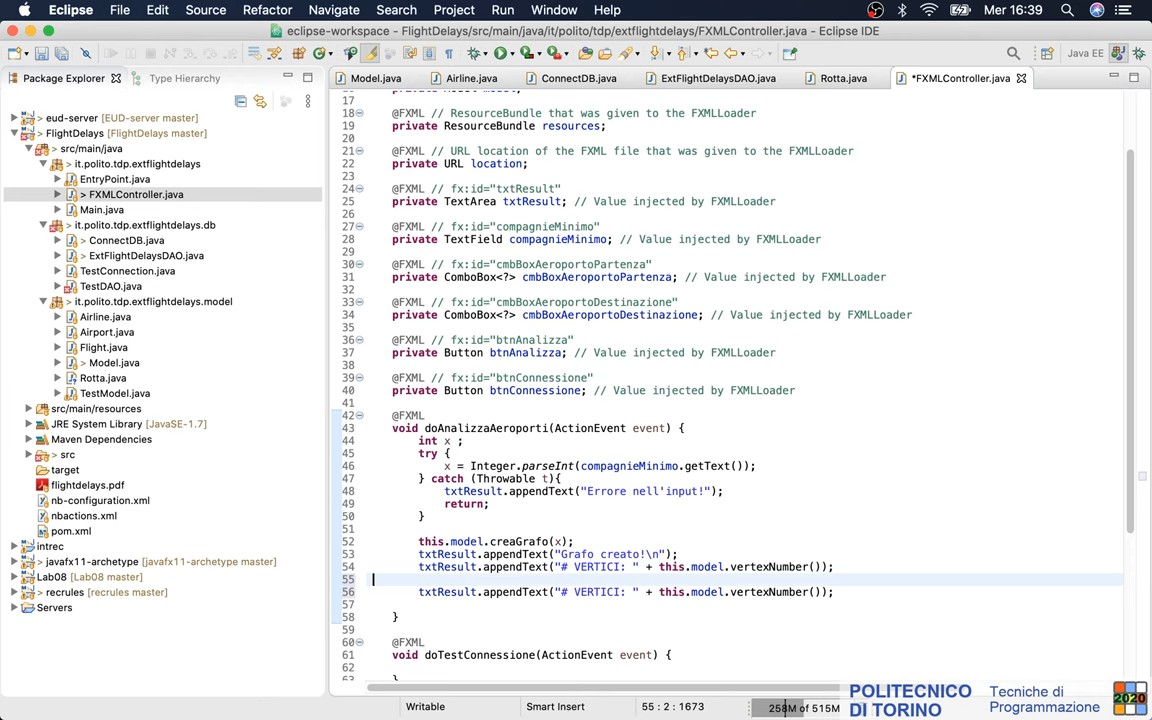 Eclipse File Edit Source Refactor Navigate Search Project Run Window Help Mer 16:39
eclipse-workspace - FlightDelays/src/main/java/it/polito/tdp/extflightdelays/FXMLController.java - Eclipse IDE
Java EE
Package Explorer Type Hierarchy
Model.java Airline.java ConnectDB.java ExtFlightDelaysDAO.java Rotta.java *FXMLController.java
> eud-server [EUD-server master]
> FlightDelays [FlightDelays master]
> src/main/java
> it.polito.tdp.extflightdelays
EntryPoint.java
> FXMLController.java
Main.java
> it.polito.tdp.extflightdelays.db
> ConnectDB.java
> ExtFlightDelaysDAO.java
TestConnection.java
TestDAO.java
> it.polito.tdp.extflightdelays.model
Airline.java
Airport.java
Flight.java
> Model.java
Rotta.java
TestModel.java
src/main/resources
JRE System Library [JavaSE-1.7]
Maven Dependencies
> src
target
flightdelays.pdf
nb-configuration.xml
nbactions.xml
pom.xml
intrec
> javafx11-archetype [javafx11-archetype master]
Lab08 [Lab08 master]
> recrules [recrules master]
Servers
17
18 @FXML // ResourceBundle that was given to the FXMLLoader
19 private ResourceBundle resources;
20
21 @FXML // URL location of the FXML file that was given to the FXMLLoader
22 private URL location;
23
24 @FXML // fx:id="txtResult"
25 private TextArea txtResult; // Value injected by FXMLLoader
26
27 @FXML // fx:id="compagnieMinimo"
28 private TextField compagnieMinimo; // Value injected by FXMLLoader
29
30 @FXML // fx:id="cmbBoxAeroportoPartenza"
31 private ComboBox<?> cmbBoxAeroportoPartenza; // Value injected by FXMLLoader
32
33 @FXML // fx:id="cmbBoxAeroportoDestinazione"
34 private ComboBox<?> cmbBoxAeroportoDestinazione; // Value injected by FXMLLoader
35
36 @FXML // fx:id="btnAnalizza"
37 private Button btnAnalizza; // Value injected by FXMLLoader
38
39 @FXML // fx:id="btnConnessione"
40 private Button btnConnessione; // Value injected by FXMLLoader
41
42 @FXML
43 void doAnalizzaAeroporti(ActionEvent event) {
44 int x ;
45 try {
46 x = Integer.parseInt(compagnieMinimo.getText());
47 } catch (Throwable t){
48 txtResult.appendText("Errore nell'input!");
49 return;
50 }
51
52 this.model.creaGrafo(x);
53 txtResult.appendText("Grafo creato!\n");
54 txtResult.appendText("# VERTICI: " + this.model.vertexNumber());
55
56 txtResult.appendText("# VERTICI: " + this.model.vertexNumber());
57
58 }
59
60 @FXML
61 void doTestConnessione(ActionEvent event) {
62
63 }
Writable Smart Insert 55 : 2 : 1673 258M of 515M
POLITECNICO
DI TORINO
Tecniche di
Programmazione
2020